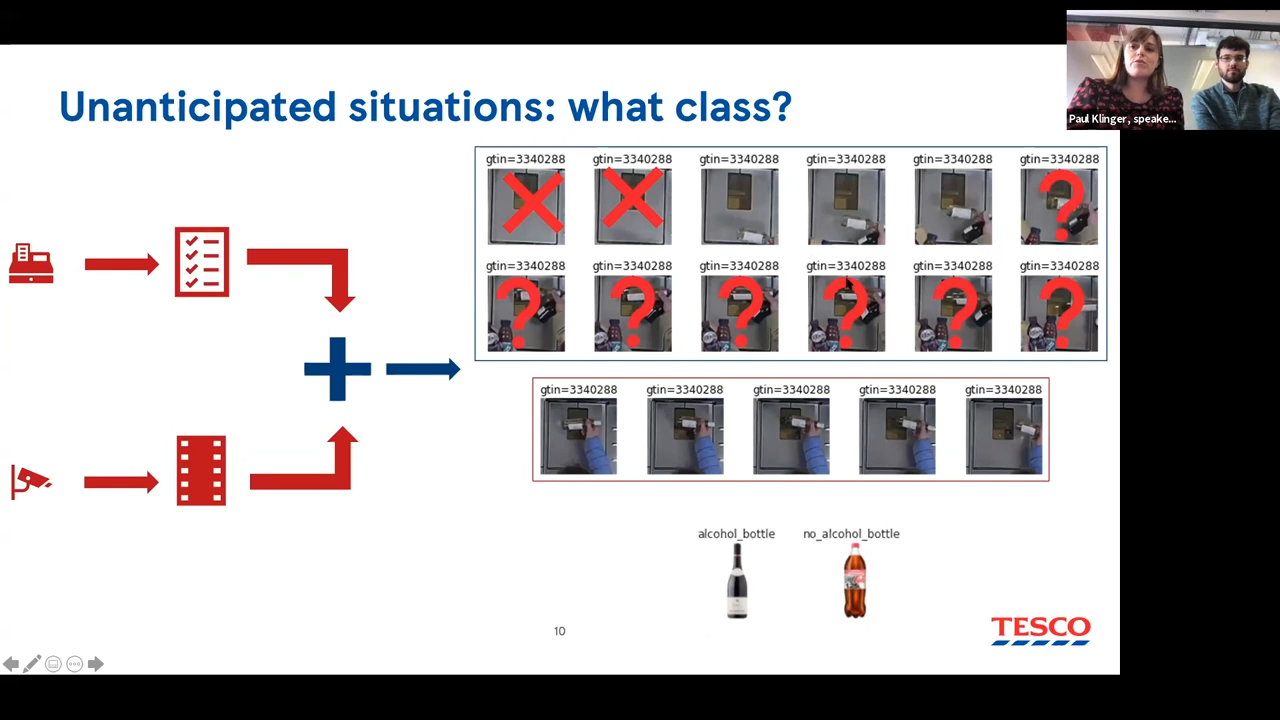 Unanticipated situations: what class?
Paul Klinger, speake...
gtin=3340288 gtin=3340288 gtin=3340288 gtin=3340288 gtin=3340288 gtin=3340288
? 
gtin=3340288 gtin=3340288 gtin=3340288 gtin=3340288 gtin=3340288 gtin=3340288
? ? ? ? ? ?
gtin=3340288 gtin=3340288 gtin=3340288 gtin=3340288 gtin=3340288
alcohol_bottle no_alcohol_bottle
10
TESCO